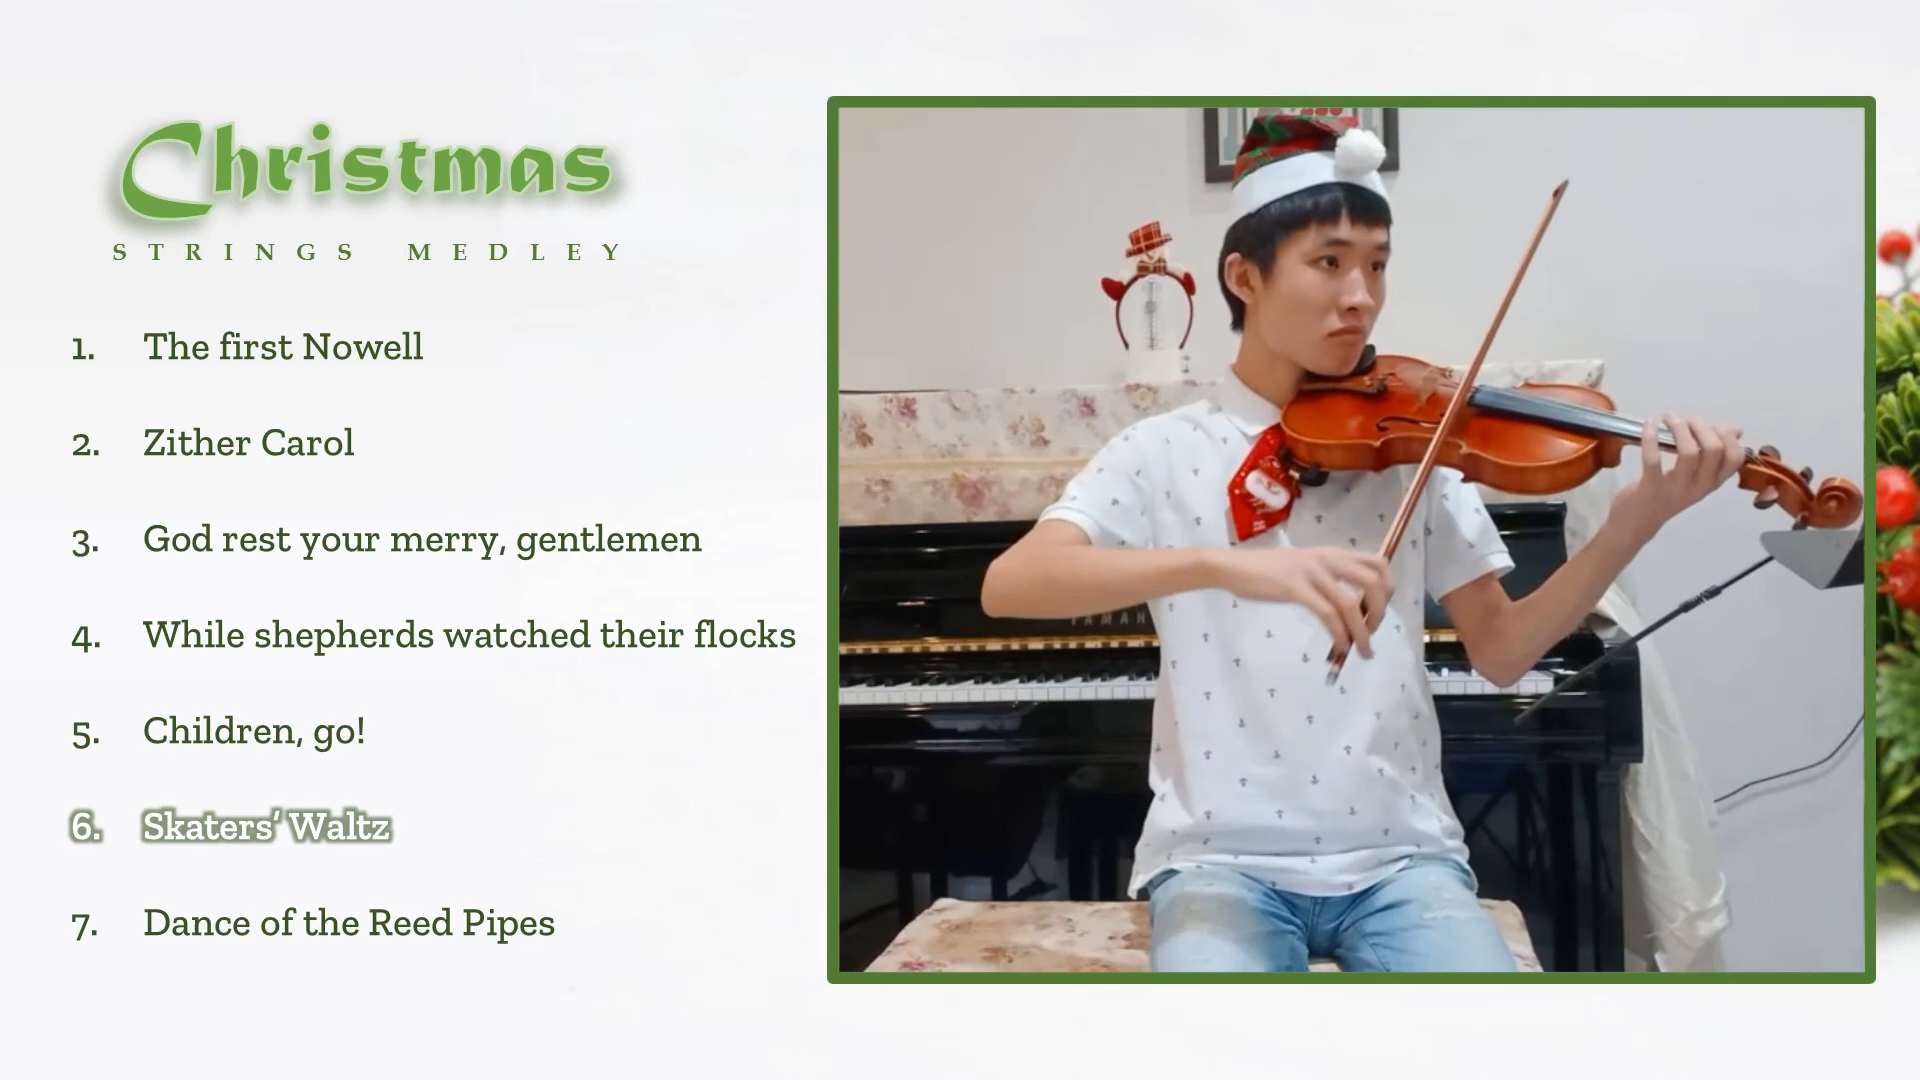 Christmas
STRINGS MEDLEY
1. The first Nowell
2. Zither Carol
3. God rest your merry, gentlemen
4. While shepherds watched their flocks
5. Children, go!
6. Skaters’ Waltz
7. Dance of the Reed Pipes
YAMAH